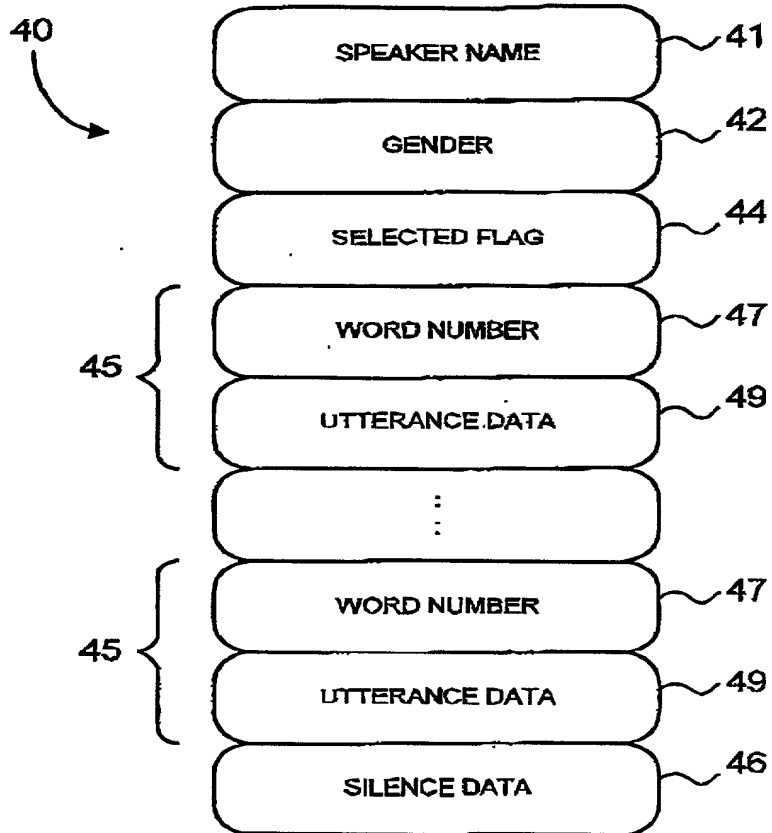 40
SPEAKER NAME 41
GENDER 42
SELECTED FLAG 44
45
WORD NUMBER 47
UTTERANCE DATA 49
⋮
45
WORD NUMBER 47
UTTERANCE DATA 49
SILENCE DATA 46